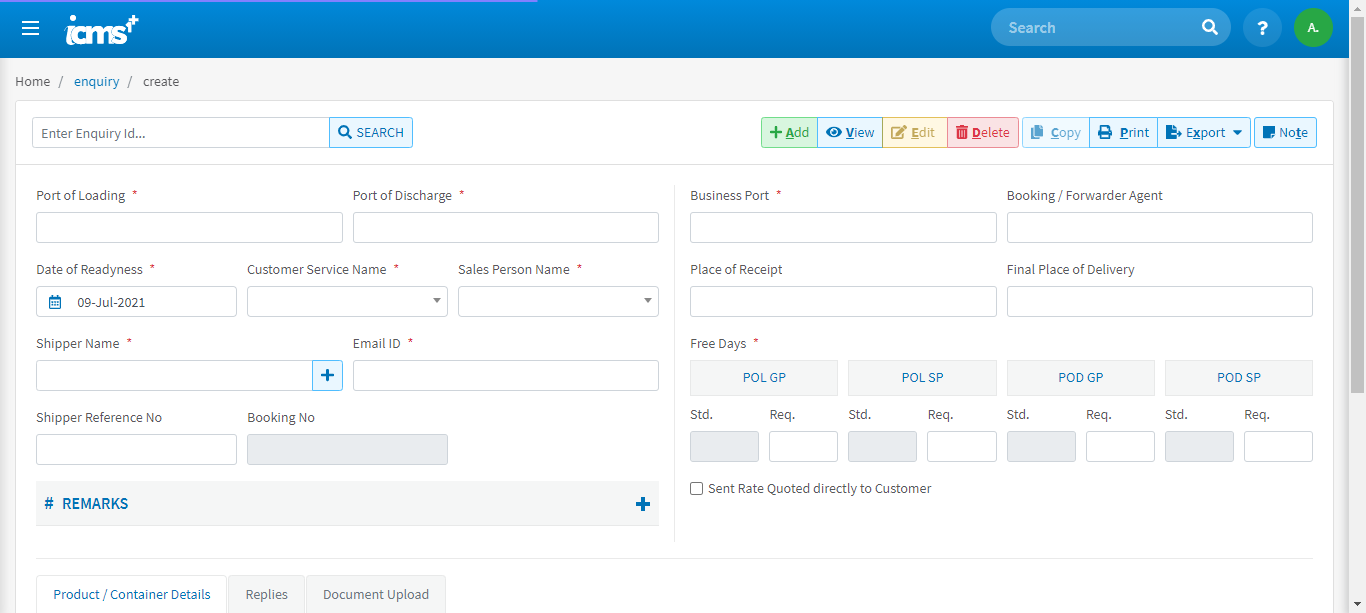 icms+
Search
?
A.
Home / enquiry / create
Enter Enquiry Id...
SEARCH
Add
View
Edit
Delete
Copy
Print
Export
Note
Port of Loading *
Port of Discharge *
Business Port *
Booking / Forwarder Agent
Date of Readyness *
Customer Service Name *
Sales Person Name *
Place of Receipt
Final Place of Delivery
09-Jul-2021
Shipper Name *
Email ID *
Free Days *
+
POL GP
POL SP
POD GP
POD SP
Shipper Reference No
Booking No
Std.
Req.
Std.
Req.
Std.
Req.
Std.
Req.
Sent Rate Quoted directly to Customer
# REMARKS +
Product / Container Details
Replies
Document Upload